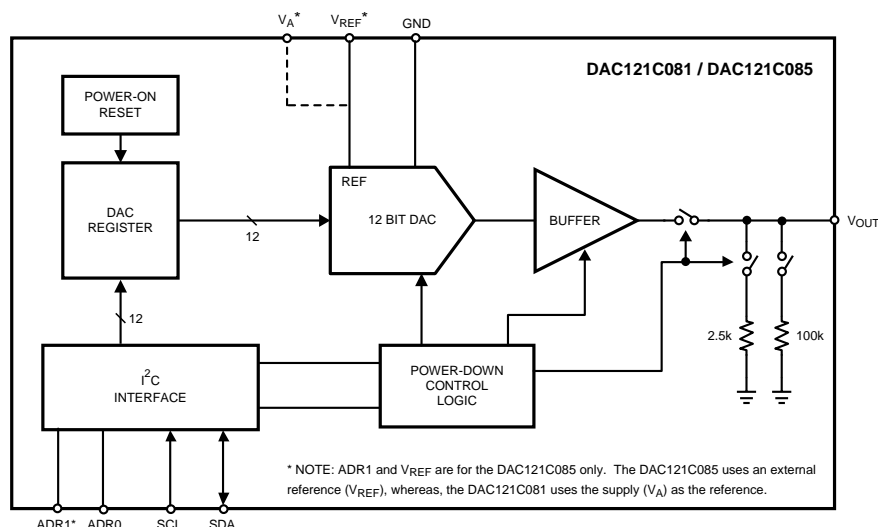 VA* VREF* GND
DAC121C081 / DAC121C085
POWER-ON
RESET
REF
DAC
REGISTER
12
12 BIT DAC
BUFFER
VOUT
12
2.5k
100k
I2C
INTERFACE
POWER-DOWN
CONTROL
LOGIC
* NOTE: ADR1 and VREF are for the DAC121C085 only. The DAC121C085 uses an external
reference (VREF), whereas, the DAC121C081 uses the supply (VA) as the reference.
ADR1* ADR0 SCL SDA